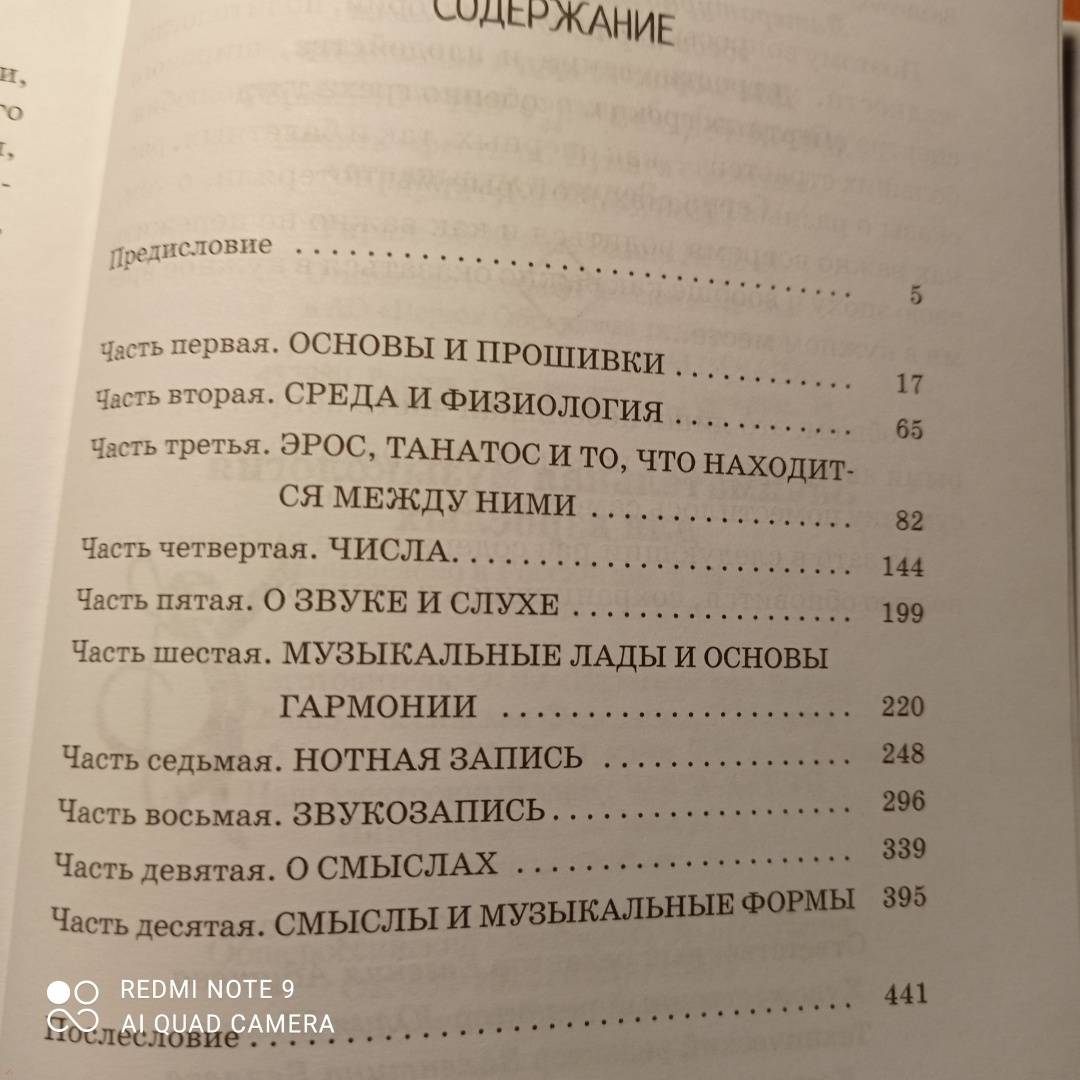 СОДЕРЖАНИЕ
и,
го
Предисловие . . . . . . . . . . . . . . . . . . . . . . . . . . . . . . 5
Часть первая. ОСНОВЫ И ПРОШИВКИ . . . . . . . . . . . . 17
Часть вторая. СРЕДА И ФИЗИОЛОГИЯ . . . . . . . . . . . . 65
Часть третья. ЭРОС, ТАНАТОС И ТО, ЧТО НАХОДИТ-
СЯ МЕЖДУ НИМИ . . . . . . . . . . . . . . . . . 82
Часть четвертая. ЧИСЛА. . . . . . . . . . . . . . . . . . . . . . . . . . 144
Часть пятая. О ЗВУКЕ И СЛУХЕ . . . . . . . . . . . . . . . . . . 199
Часть шестая. МУЗЫКАЛЬНЫЕ ЛАДЫ И ОСНОВЫ
ГАРМОНИИ . . . . . . . . . . . . . . . . . . . . . . . 220
Часть седьмая. НОТНАЯ ЗАПИСЬ . . . . . . . . . . . . . . . . 248
Часть восьмая. ЗВУКОЗАПИСЬ. . . . . . . . . . . . . . . . . . . 296
Часть девятая. О СМЫСЛАХ . . . . . . . . . . . . . . . . . . . . . 339
Часть десятая. СМЫСЛЫ И МУЗЫКАЛЬНЫЕ ФОРМЫ 395
Послесловие . . . . . . . . . . . . . . . . . . . . . . . . . . . . . . . . . 441
REDMI NOTE 9
AI QUAD CAMERA